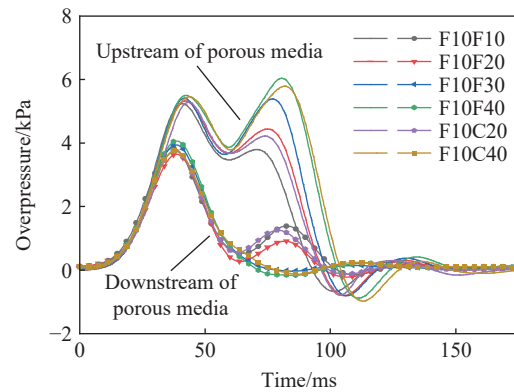 8
6
4
2
0
−2
Overpressure/kPa
Upstream of porous media
Downstream of
porous media
F10F10
F10F20
F10F30
F10F40
F10C20
F10C40
0 50 100 150
Time/ms